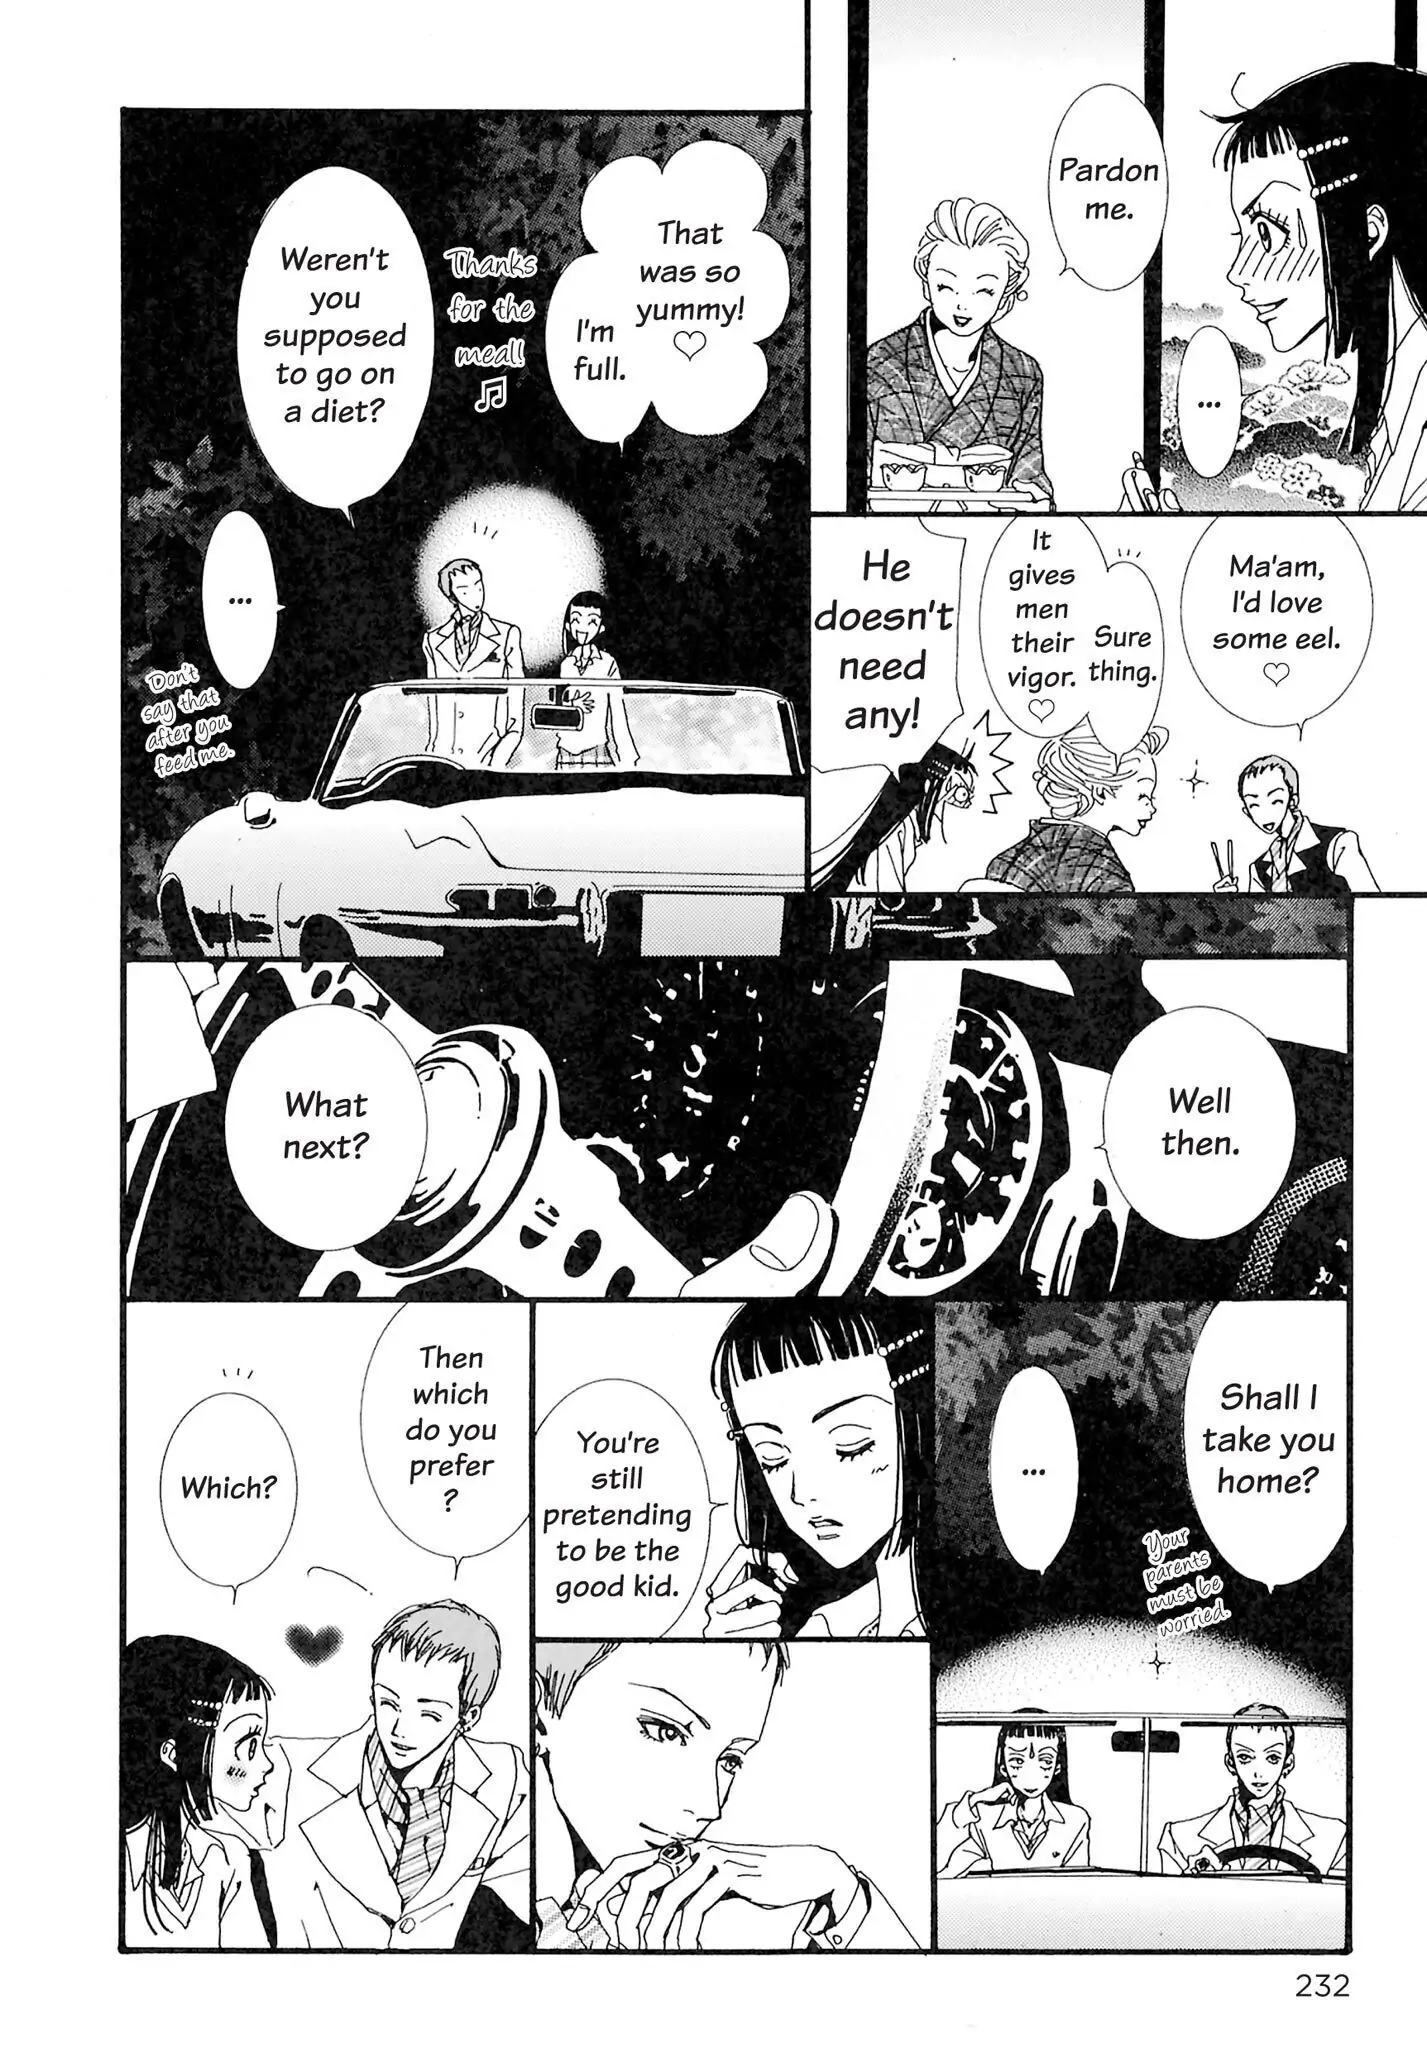 Pardon
me.
...
Ma'am,
I'd love
some eel.
♡
Sure
thing.
It
gives
men
their
vigor.
♡
He
doesn't
need
any!
That
was so
yummy!
♡
I'm
full.
Thanks
for the
meal!
♫
Weren't
you
supposed
to go on
a diet?
...
Don't
say that
after you
feed me.
Well
then.
What
next?
Shall I
take you
home?
Your
parents
must be
worried.
...
You're
still
pretending
to be the
good kid.
Then
which
do you
prefer
?
Which?
232